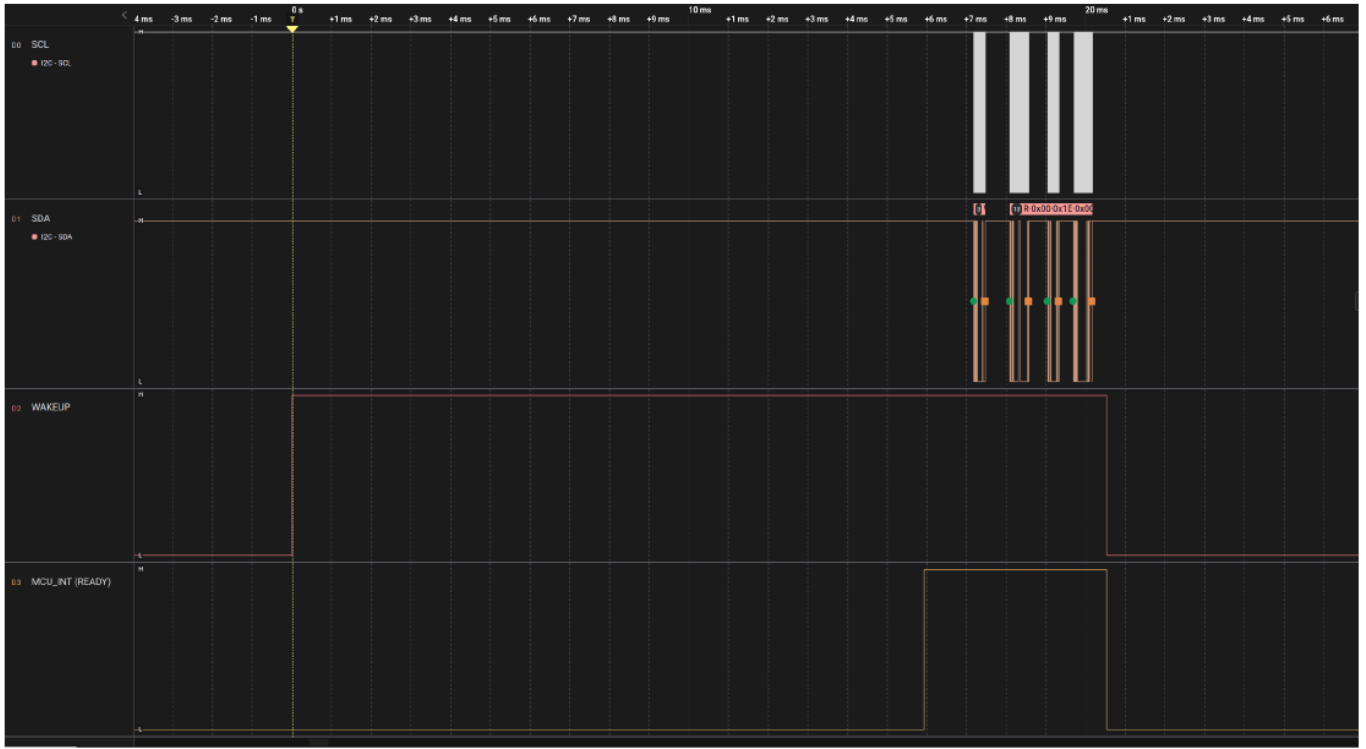 0 s
10 ms
20 ms
4 ms -3 ms -2 ms -1 ms T +1 ms +2 ms +3 ms +4 ms +5 ms +6 ms +7 ms +8 ms +9 ms +1 ms +2 ms +3 ms +4 ms +5 ms +6 ms +7 ms +8 ms +9 ms +1 ms +2 ms +3 ms +4 ms +5 ms +6 ms
D0 SCL
I2C - SCL
H
L
D1 SDA
I2C - SDA
H
R·0x00·0x1E·0x00
L
D2 WAKEUP
H
L
D3 MCU_INT (READY)
H
L